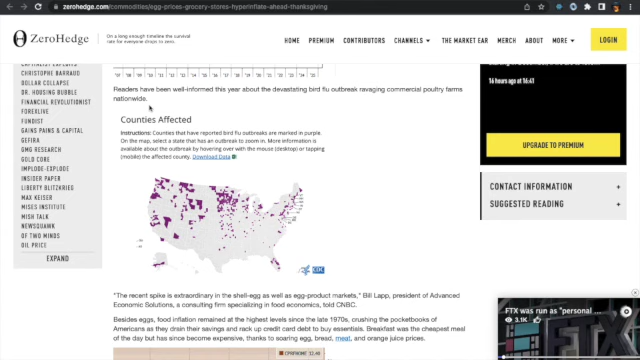 zerohedge.com/commodities/egg-prices-grocery-stores-hyperinflate-ahead-thanksgiving
ZeroHedge
On a long enough timeline the survival
rate for everyone drops to zero.
HOME
PREMIUM
CONTRIBUTORS
CHANNELS
THE MARKET EAR
MERCH
ABOUT
MORE
LOGIN
CHRISTOPHE BARRAUD
DOLLAR COLLAPSE
DR. HOUSING BUBBLE
FINANCIAL REVOLUTIONIST
FOREXLIVE
FUNDIST
GAINS PAINS & CAPITAL
GEFIRA
GMG RESEARCH
GOLD CORE
IMPLODE-EXPLODE
INSIDER PAPER
LIBERTY BLITZKRIEG
MAX KEISER
MISES INSTITUTE
MISH TALK
NEWSQUAWK
OF TWO MINDS
OIL PRICE
EXPAND
Readers have been well-informed this year about the devastating bird flu outbreak ravaging commercial poultry farms
nationwide.
Counties Affected
Instructions: Counties that have reported bird flu outbreaks are marked in purple.
On the map, select a state that has an outbreak to zoom in. More information is
available about the outbreak by hovering over with the mouse (desktop) or tapping
(mobile) the affected county. Download Data
CDC
"The recent spike is extraordinary in the shell-egg as well as egg-product markets," Bill Lapp, president of Advanced
Economic Solutions, a consulting firm specializing in food economics, told CNBC.
Besides eggs, food inflation remained at the highest levels since the late 1970s, crushing the pocketbooks of
Americans as they drain their savings and rack up credit card debt to buy essentials. Breakfast was the cheapest meal
of the day but has since become expensive, thanks to soaring egg, bread, meat, and orange juice prices.
16 hours ago at 16:41
UPGRADE TO PREMIUM
CONTACT INFORMATION +
SUGGESTED READING +
FTX was run as "personal ...
3.1K
FTX